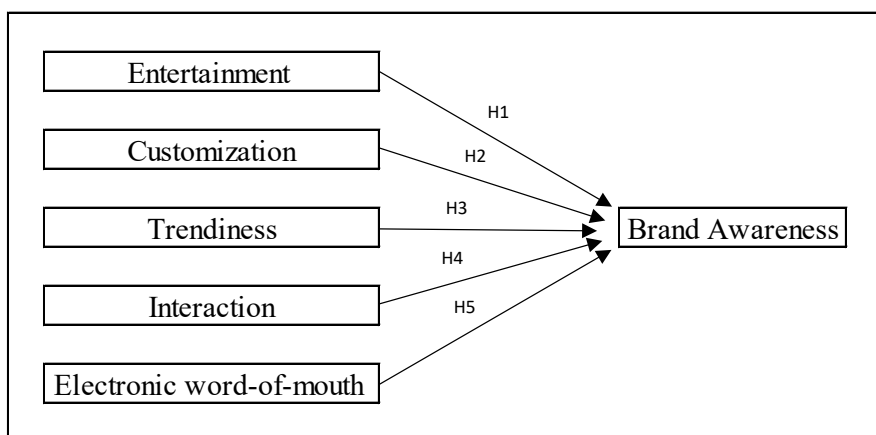 Entertainment
H1
Customization
H2
Trendiness
H3
Brand Awareness
Interaction
H4
Electronic word-of-mouth
H5